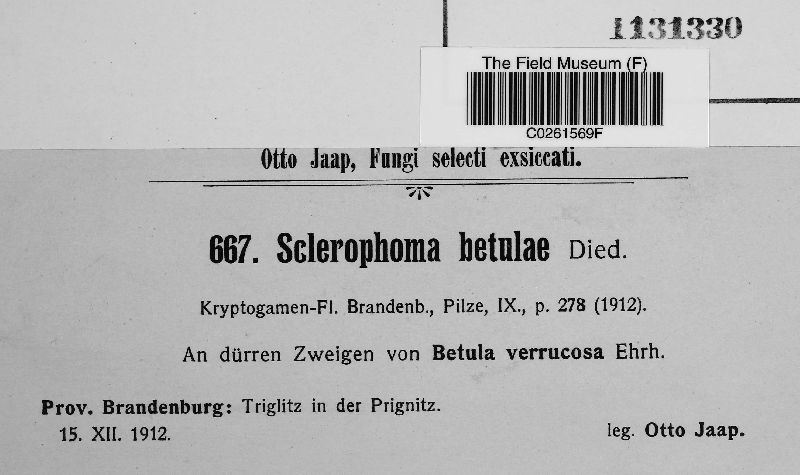 1131330
The Field Museum (F)
C0261569F
Otto Jaap, Fungi selecti exsiccati.
667. Sclerophoma betulae Died.
Kryptogamen-Fl. Brandenb., Pilze, IX., p. 278 (1912).
An dürren Zweigen von Betula verrucosa Ehrh.
Prov. Brandenburg: Triglitz in der Prignitz.
15. XII. 1912.
leg. Otto Jaap.